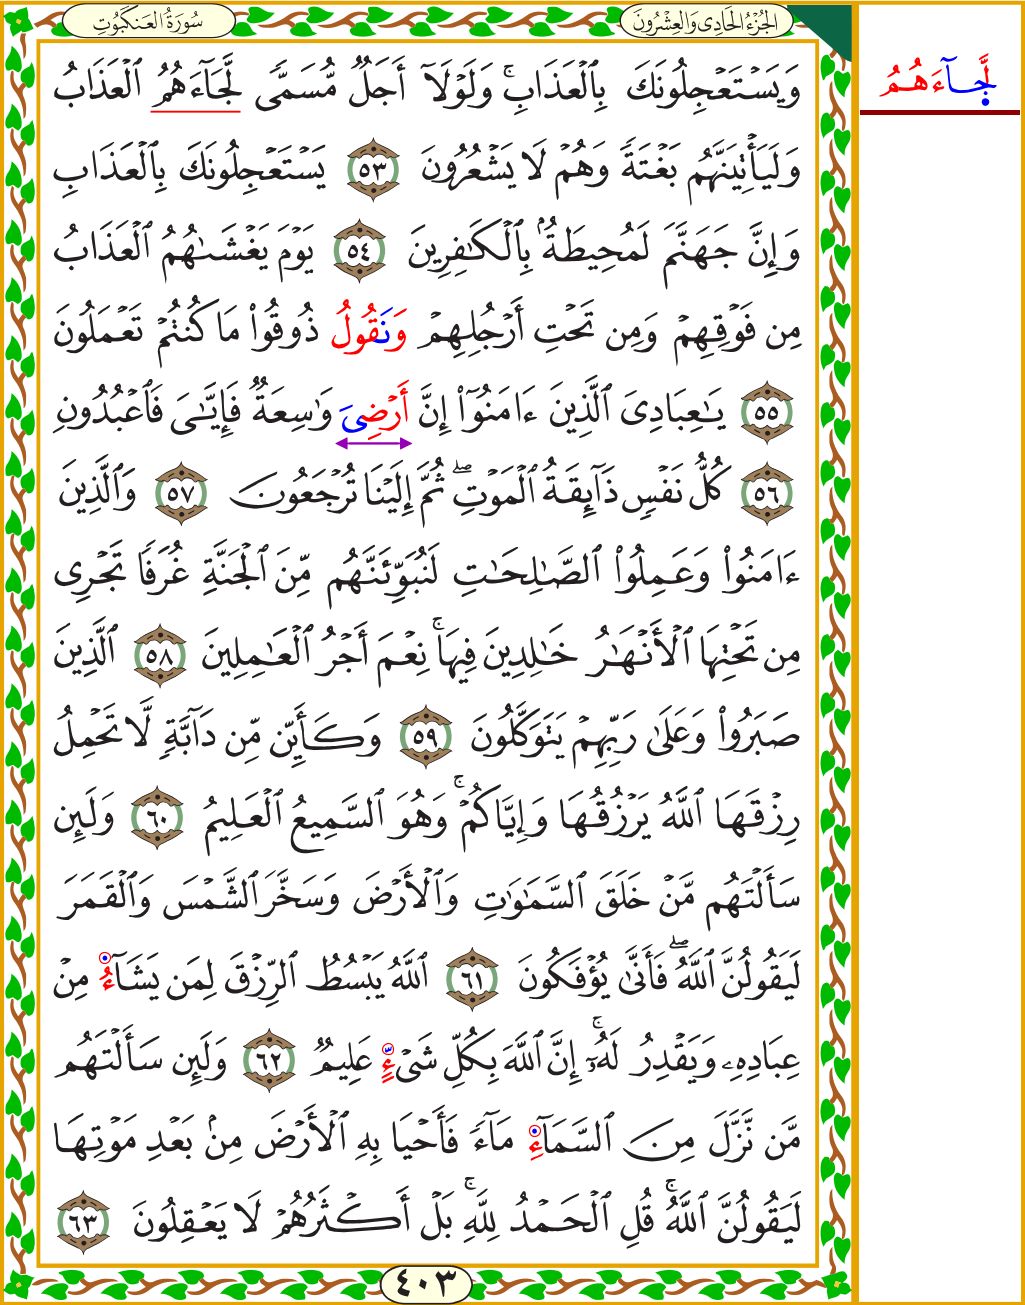 سُورَةُ العَنكَبُوتِ
الجُزْءُ الحَادِى وَالعِشْرُونَ
لَّجَآءَهُمُ
وَيَسْتَعْجِلُونَكَ بِٱلْعَذَابِۚ وَلَوْلَآ أَجَلٌ مُّسَمًّى لَّجَآءَهُمُ ٱلْعَذَابُ
وَلَيَأْتِيَنَّهُم بَغْتَةً وَهُمْ لَا يَشْعُرُونَ ٥٣ يَسْتَعْجِلُونَكَ بِٱلْعَذَابِ
وَإِنَّ جَهَنَّمَ لَمُحِيطَةٌۢ بِٱلْكَٰفِرِينَ ٥٤ يَوْمَ يَغْشَىٰهُمُ ٱلْعَذَابُ
مِن فَوْقِهِمْ وَمِن تَحْتِ أَرْجُلِهِمْ وَنَقُولُ ذُوقُوا۟ مَا كُنتُمْ تَعْمَلُونَ
٥٥ يَٰعِبَادِىَ ٱلَّذِينَ ءَامَنُوٓا۟ إِنَّ أَرْضِىَ وَٰسِعَةٌ فَإِيَّٰىَ فَٱعْبُدُونِ
٥٦ كُلُّ نَفْسٍ ذَآئِقَةُ ٱلْمَوْتِۖ ثُمَّ إِلَيْنَا تُرْجَعُونَ ٥٧ وَٱلَّذِينَ
ءَامَنُوا۟ وَعَمِلُوا۟ ٱلصَّٰلِحَٰتِ لَنُبَوِّئَنَّهُم مِّنَ ٱلْجَنَّةِ غُرَفًا تَجْرِى
مِن تَحْتِهَا ٱلْأَنْهَٰرُ خَٰلِدِينَ فِيهَاۚ نِعْمَ أَجْرُ ٱلْعَٰمِلِينَ ٥٨ ٱلَّذِينَ
صَبَرُوا۟ وَعَلَىٰ رَبِّهِمْ يَتَوَكَّلُونَ ٥٩ وَكَأَيِّن مِّن دَآبَّةٍ لَّا تَحْمِلُ
رِزْقَهَا ٱللَّهُ يَرْزُقُهَا وَإِيَّاكُمْۚ وَهُوَ ٱلسَّمِيعُ ٱلْعَلِيمُ ٦٠ وَلَئِن
سَأَلْتَهُم مَّنْ خَلَقَ ٱلسَّمَٰوَٰتِ وَٱلْأَرْضَ وَسَخَّرَ ٱلشَّمْسَ وَٱلْقَمَرَ
لَيَقُولُنَّ ٱللَّهُۖ فَأَنَّىٰ يُؤْفَكُونَ ٦١ ٱللَّهُ يَبْسُطُ ٱلرِّزْقَ لِمَن يَشَآءُ مِنْ
عِبَادِهِۦ وَيَقْدِرُ لَهُۥٓۚ إِنَّ ٱللَّهَ بِكُلِّ شَىْءٍ عَلِيمٌ ٦٢ وَلَئِن سَأَلْتَهُم
مَّن نَّزَّلَ مِنَ ٱلسَّمَآءِ مَآءً فَأَحْيَا بِهِ ٱلْأَرْضَ مِنۢ بَعْدِ مَوْتِهَا
لَيَقُولُنَّ ٱللَّهُۚ قُلِ ٱلْحَمْدُ لِلَّهِۚ بَلْ أَكْثَرُهُمْ لَا يَعْقِلُونَ ٦٣
٤٠٣